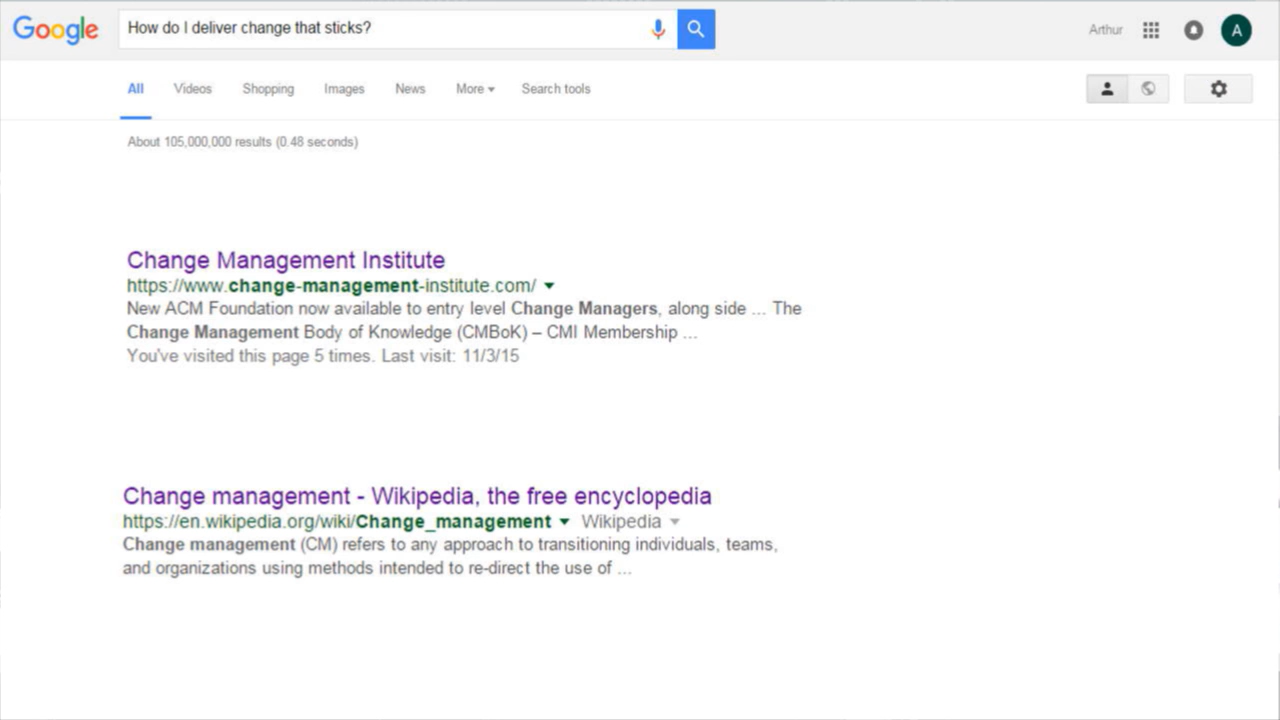 Google
How do I deliver change that sticks?
Arthur
A
All Videos Shopping Images News More Search tools
About 105,000,000 results (0.48 seconds)
Change Management Institute
https://www.change-management-institute.com/
New ACM Foundation now available to entry level Change Managers, along side ... The
Change Management Body of Knowledge (CMBoK) – CMI Membership ...
You've visited this page 5 times. Last visit: 11/3/15
Change management - Wikipedia, the free encyclopedia
https://en.wikipedia.org/wiki/Change_management Wikipedia
Change management (CM) refers to any approach to transitioning individuals, teams,
and organizations using methods intended to re-direct the use of ...